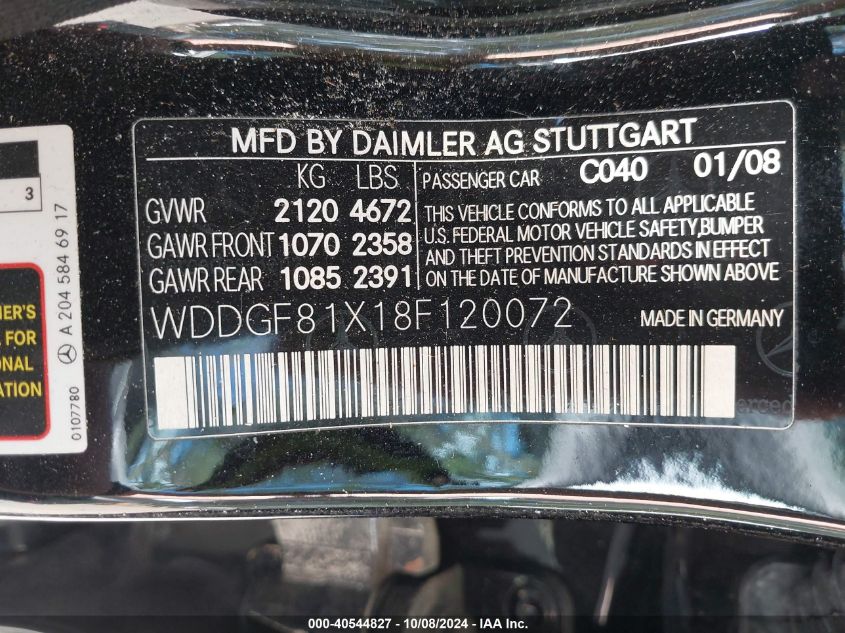 MFD BY DAIMLER AG STUTTGART
KG LBS
GVWR 2120 4672
GAWR FRONT 1070 2358
GAWR REAR 1085 2391
PASSENGER CAR C040 01/08
THIS VEHICLE CONFORMS TO ALL APPLICABLE
U.S. FEDERAL MOTOR VEHICLE SAFETY,BUMPER
AND THEFT PREVENTION STANDARDS IN EFFECT
ON THE DATE OF MANUFACTURE SHOWN ABOVE
WDDGF81X18F120072 MADE IN GERMANY
3
A 204 584 69 17
0107780
FOR
000-40544827 - 10/08/2024 - IAA Inc.